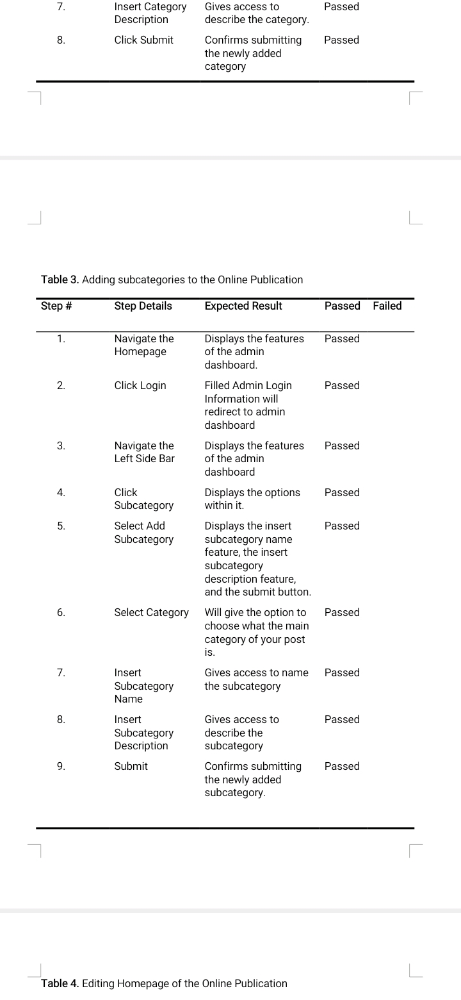 7. Insert Category Gives access to Passed
Description describe the category.
8. Click Submit Confirms submitting Passed
the newly added
category
Table 3. Adding subcategories to the Online Publication
Step # Step Details Expected Result Passed Failed
1. Navigate the Displays the features Passed
Homepage of the admin
dashboard.
2. Click Login Filled Admin Login Passed
Information will
redirect to admin
dashboard
3. Navigate the Displays the features Passed
Left Side Bar of the admin
dashboard
4. Click Displays the options Passed
Subcategory within it.
5. Select Add Displays the insert Passed
Subcategory subcategory name
feature, the insert
subcategory
description feature,
and the submit button.
6. Select Category Will give the option to Passed
choose what the main
category of your post
is.
7. Insert Gives access to name Passed
Subcategory the subcategory
Name
8. Insert Gives access to Passed
Subcategory describe the
Description subcategory
9. Submit Confirms submitting Passed
the newly added
subcategory.
Table 4. Editing Homepage of the Online Publication